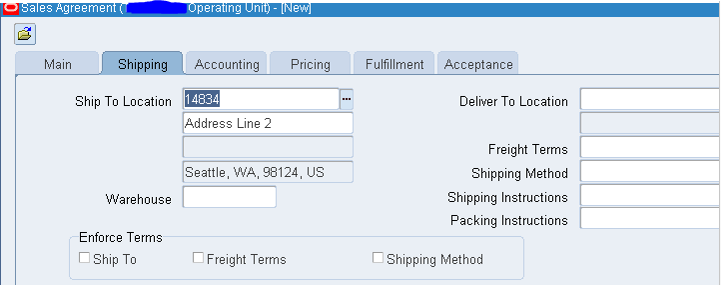 Sales Agreement ( Operating Unit) - [New]
Main Shipping Accounting Pricing Fulfillment Acceptance
Ship To Location 14834 ... Deliver To Location
Address Line 2
Freight Terms
Seattle, WA, 98124, US Shipping Method
Warehouse Shipping Instructions
Packing Instructions
Enforce Terms
Ship To Freight Terms Shipping Method